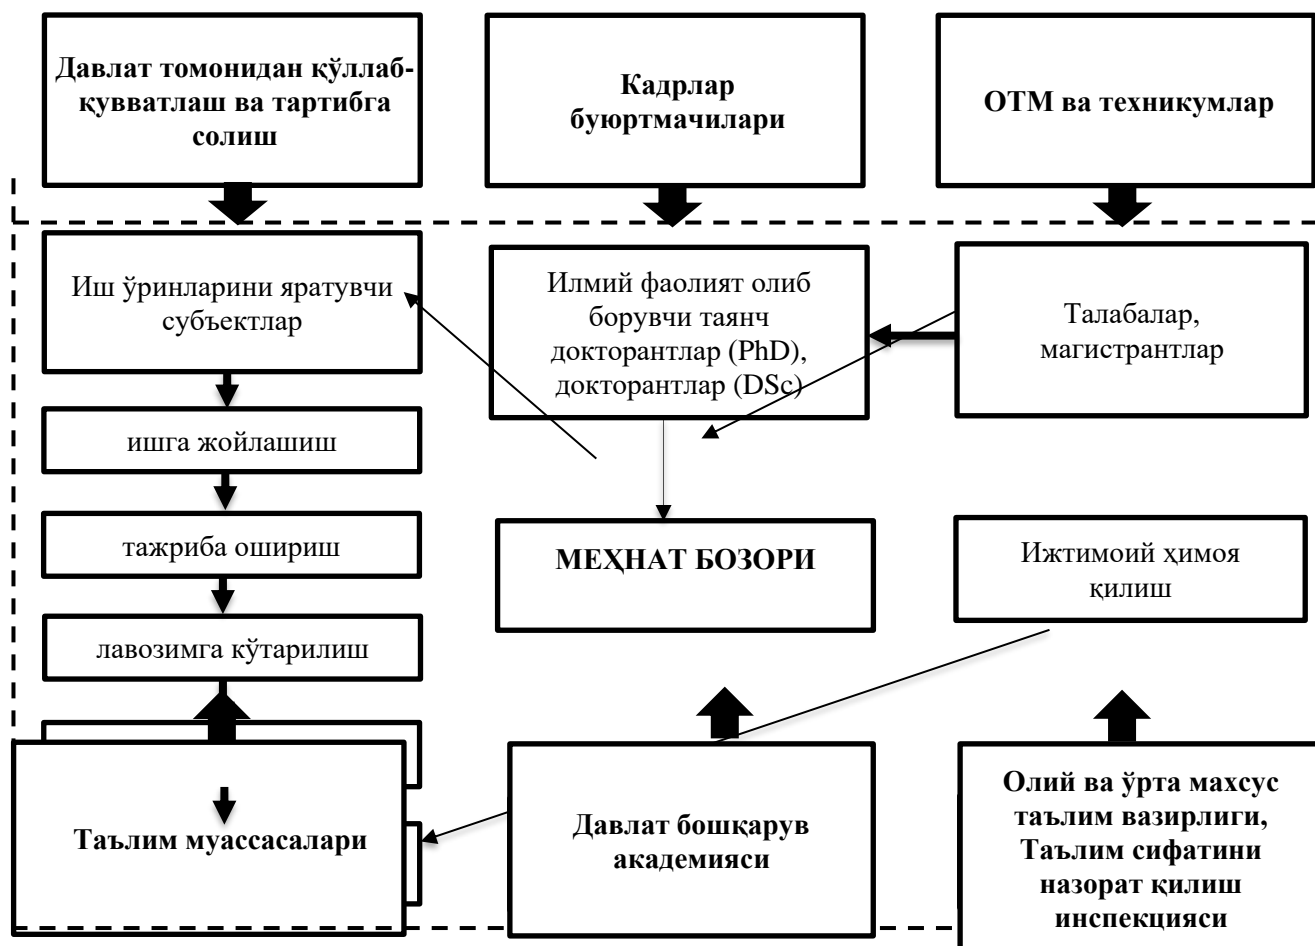 Давлат томонидан қўллаб-
қувватлаш ва тартибга
солиш
Кадрлар
буюртмачилари
ОТМ ва техникумлар
Иш ўринларини яратувчи
субъектлар
Илмий фаолият олиб
борувчи таянч
докторантлар (PhD),
докторантлар (DSc)
Талабалар,
магистрантлар
ишга жойлашиш
тажриба ошириш
МЕҲНАТ БОЗОРИ
Ижтимоий ҳимоя
қилиш
лавозимга кўтарилиш
Таълим муассасалари
Давлат бошқарув
академияси
Олий ва ўрта махсус
таълим вазирлиги,
Таълим сифатини
назорат қилиш
инспекцияси